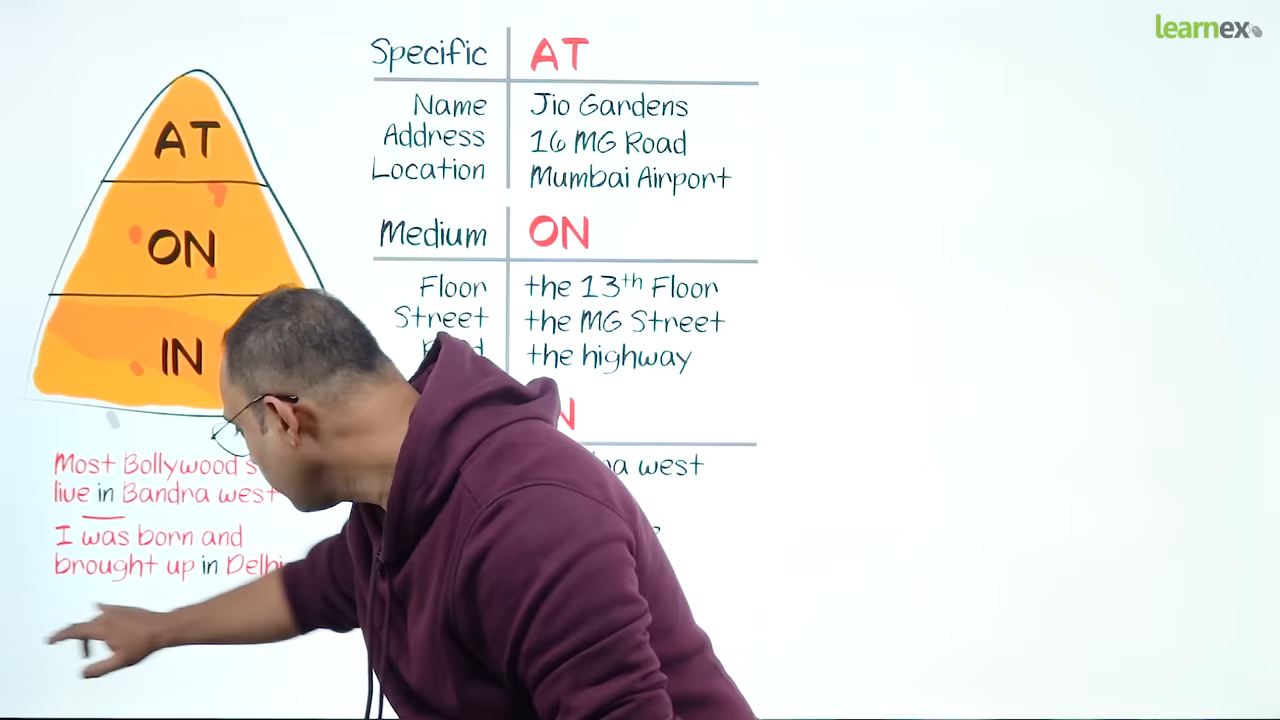 learnex
AT
ON
IN
Specific AT
Name Jio Gardens
Address 16 MG Road
Location Mumbai Airport
Medium ON
Floor the 13th Floor
Street the MG Street
the highway
west
Most Bollywood
live in Bandra west
I was born and
brought up in Delhi